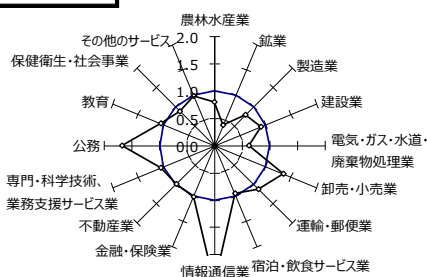 農林水産業
鉱業
製造業
建設業
電気・ガス・水道・
廃棄物処理業
卸売・小売業
運輸・郵便業
宿泊・飲食サービス業
情報通信業
金融・保険業
不動産業
専門・科学技術、
業務支援サービス業
公務
教育
保健衛生・社会事業
その他のサービス
2.0
1.5
1.0
0.5
0.0